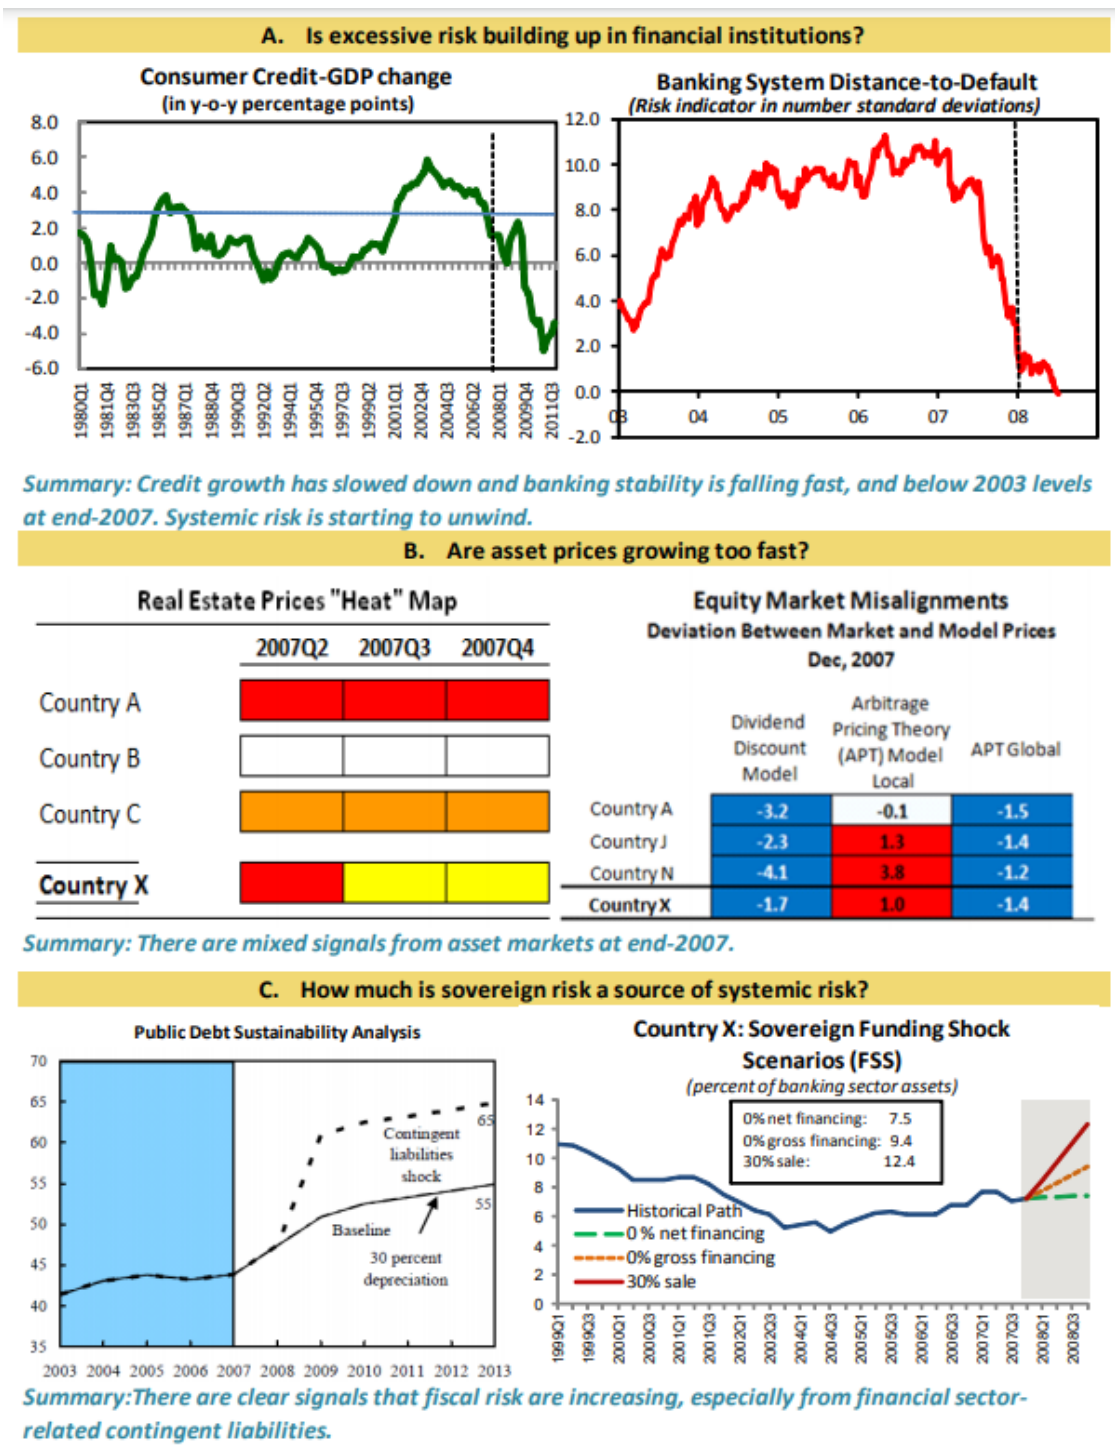 A. Is excessive risk building up in financial institutions?
Consumer Credit-GDP change
(in y-o-y percentage points)
8.0
6.0
4.0
2.0
0.0
-2.0
-4.0
-6.0
1980Q1
1981Q4
1983Q3
1985Q2
1987Q1
1988Q4
1990Q3
1992Q2
1994Q1
1995Q4
1997Q3
1999Q2
2001Q1
2002Q4
2004Q3
2006Q2
2008Q1
2009Q4
2011Q3
Banking System Distance-to-Default
(Risk indicator in number standard deviations)
12.0
10.0
8.0
6.0
4.0
2.0
0.0
-2.0
03
04
05
06
07
08
Summary: Credit growth has slowed down and banking stability is falling fast, and below 2003 levels
at end-2007. Systemic risk is starting to unwind.
B. Are asset prices growing too fast?
Real Estate Prices "Heat" Map
2007Q2 2007Q3 2007Q4
Country A
Country B
Country C
Country X
Equity Market Misalignments
Deviation Between Market and Model Prices
Dec, 2007
Dividend
Discount
Model
Arbitrage
Pricing Theory
(APT) Model
Local
APT Global
Country A -3.2 -0.1 -1.5
Country J -2.3 1.3 -1.4
Country N -4.1 3.8 -1.2
Country X -1.7 1.0 -1.4
Summary: There are mixed signals from asset markets at end-2007.
C. How much is sovereign risk a source of systemic risk?
Public Debt Sustainability Analysis
70
65
60
55
50
45
40
35
Contingent
liabilities
shock
65
55
Baseline
30 percent
depreciation
2003 2004 2005 2006 2007 2008 2009 2010 2011 2012 2013
Country X: Sovereign Funding Shock
Scenarios (FSS)
(percent of banking sector assets)
14
12
10
8
6
4
2
0
0% net financing: 7.5
0% gross financing: 9.4
30% sale: 12.4
Historical Path
0 % net financing
0% gross financing
30% sale
1999Q1
1999Q3
2000Q1
2000Q3
2001Q1
2001Q3
2002Q1
2002Q3
2003Q1
2003Q3
2004Q1
2004Q3
2005Q1
2005Q3
2006Q1
2006Q3
2007Q1
2007Q3
2008Q1
2008Q3
Summary:There are clear signals that fiscal risk are increasing, especially from financial sector-
related contingent liabilities.